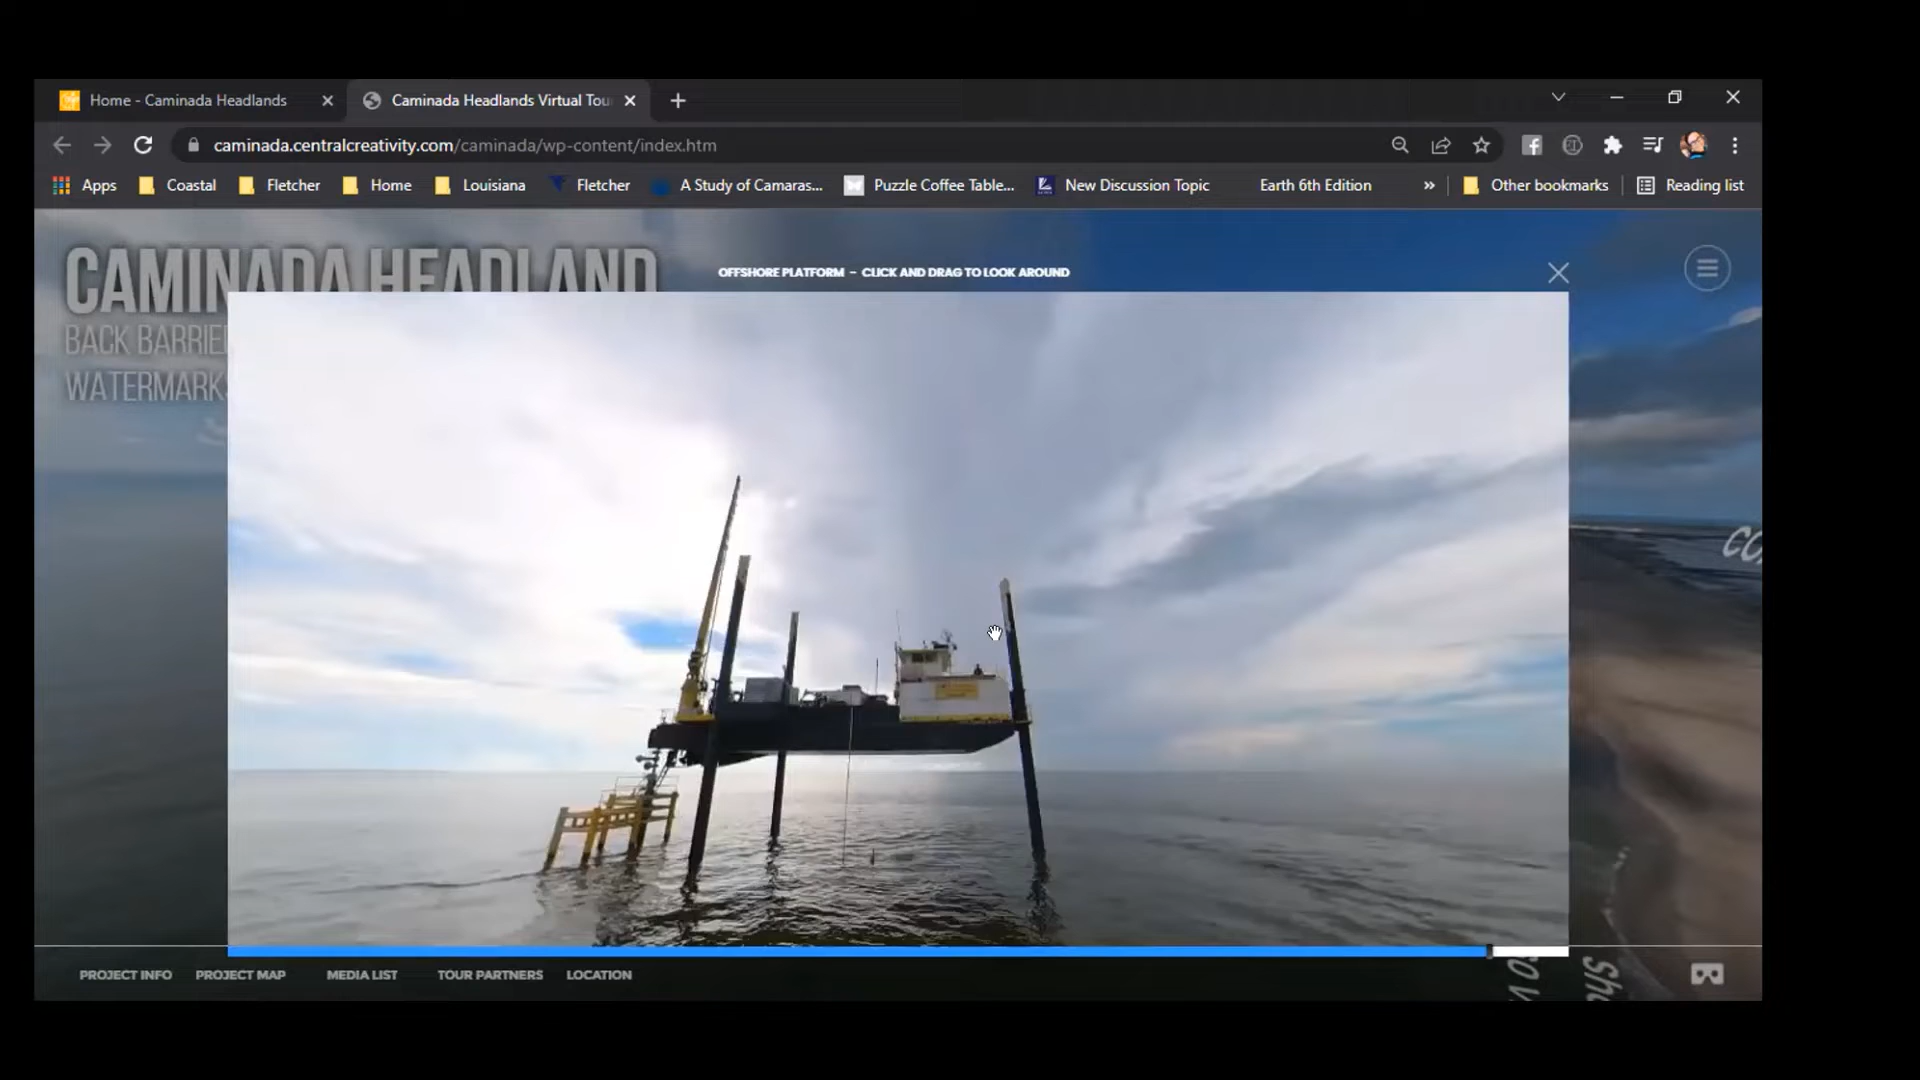 Home - Caminada Headlands
Caminada Headlands Virtual Tou
caminada.centralcreativity.com/caminada/wp-content/index.htm
Apps
Coastal
Fletcher
Home
Louisiana
Fletcher
A Study of Camaras...
Puzzle Coffee Table...
New Discussion Topic
Earth 6th Edition
»
Other bookmarks
Reading list
CAMINADA HEADLAND
BACK BARRIE
WATERMARKS
OFFSHORE PLATFORM - CLICK AND DRAG TO LOOK AROUND
CO
Sho
PROJECT INFO
PROJECT MAP
MEDIA LIST
TOUR PARTNERS
LOCATION